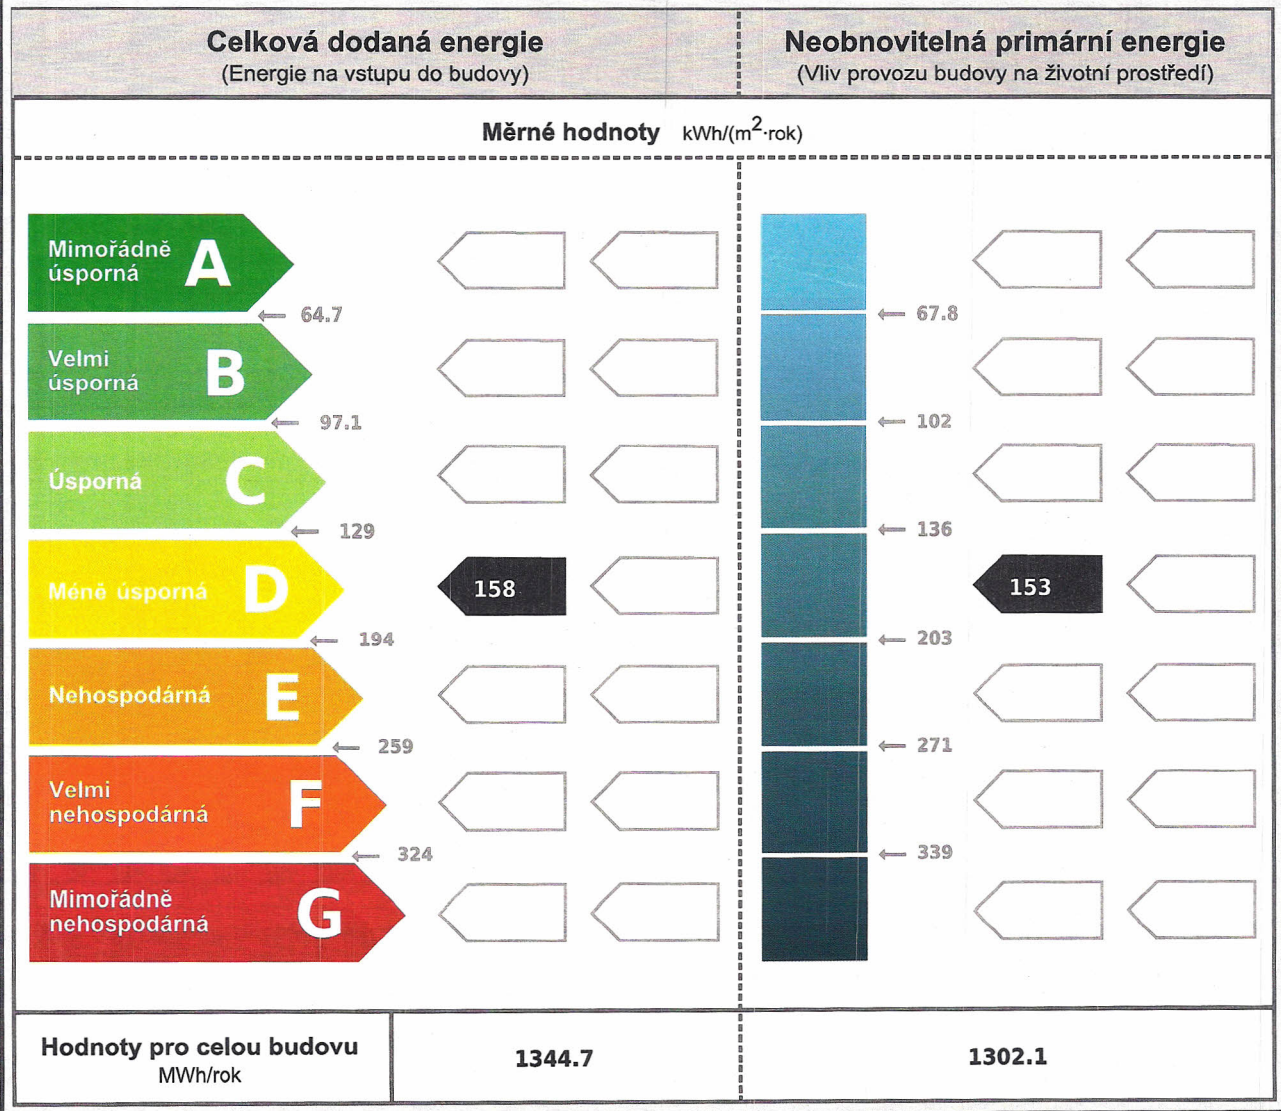 Celková dodaná energie
(Energie na vstupu do budovy)
Neobnovitelná primární energie
(Vliv provozu budovy na životní prostředí)
Měrné hodnoty kWh/(m²·rok)
Mimořádně
úsporná
A
64.7
67.8
Velmi
úsporná
B
97.1
102
Úsporná
C
129
136
Méně úsporná
D
158
153
194
203
Nehospodárná
E
259
271
Velmi
nehospodárná
F
324
339
Mimořádně
nehospodárná
G
Hodnoty pro celou budovu
MWh/rok
1344.7
1302.1